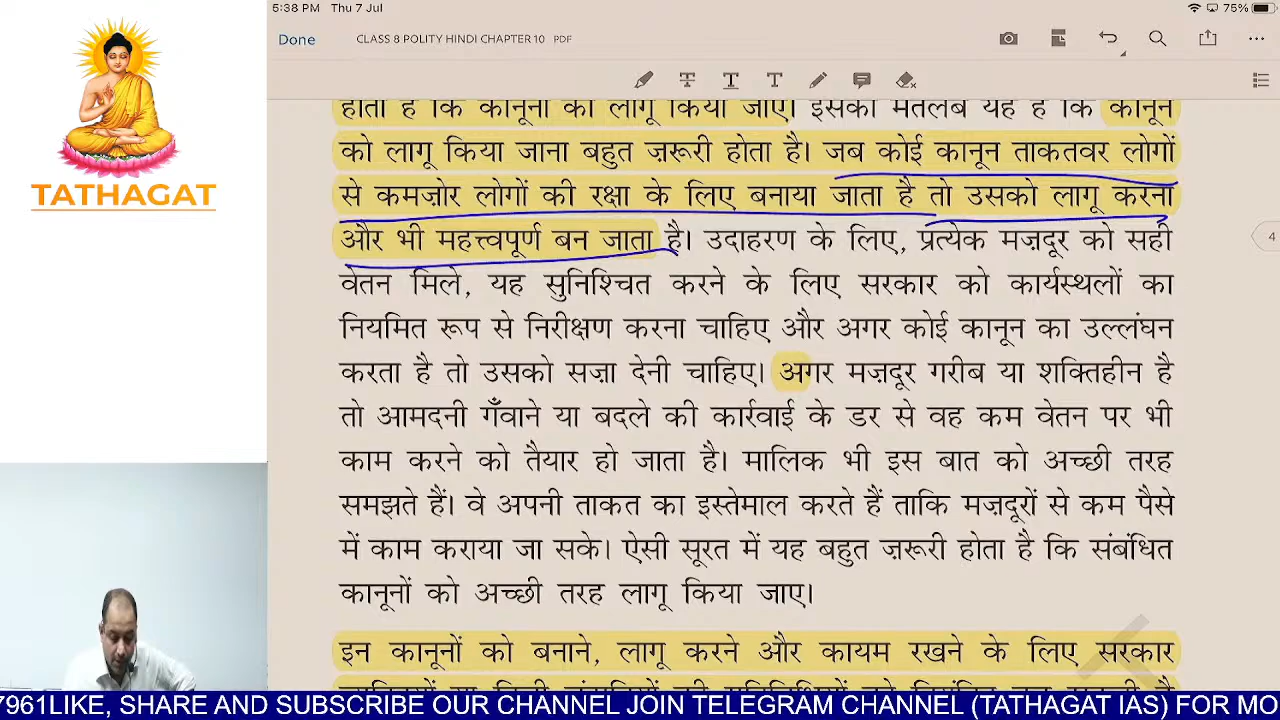 5:38 PM Thu 7 Jul
75%
Done
CLASS 8 POLITY HINDI CHAPTER 10 PDF
TATHAGAT
होता है कि कानूनों को लागू किया जाए। इसका मतलब यह है कि कानून
को लागू किया जाना बहुत ज़रूरी होता है। जब कोई कानून ताकतवर लोगों
से कमज़ोर लोगों की रक्षा के लिए बनाया जाता है तो उसको लागू करना
और भी महत्त्वपूर्ण बन जाता है। उदाहरण के लिए, प्रत्येक मज़दूर को सही
वेतन मिले, यह सुनिश्चित करने के लिए सरकार को कार्यस्थलों का
नियमित रूप से निरीक्षण करना चाहिए और अगर कोई कानून का उल्लंघन
करता है तो उसको सज़ा देनी चाहिए। अगर मज़दूर गरीब या शक्तिहीन है
तो आमदनी गँवाने या बदले की कार्रवाई के डर से वह कम वेतन पर भी
काम करने को तैयार हो जाता है। मालिक भी इस बात को अच्छी तरह
समझते हैं। वे अपनी ताकत का इस्तेमाल करते हैं ताकि मज़दूरों से कम पैसे
में काम कराया जा सके। ऐसी सूरत में यह बहुत ज़रूरी होता है कि संबंधित
कानूनों को अच्छी तरह लागू किया जाए।
इन कानूनों को बनाने, लागू करने और कायम रखने के लिए सरकार
4
7961LIKE, SHARE AND SUBSCRIBE OUR CHANNEL JOIN TELEGRAM CHANNEL (TATHAGAT IAS) FOR MO